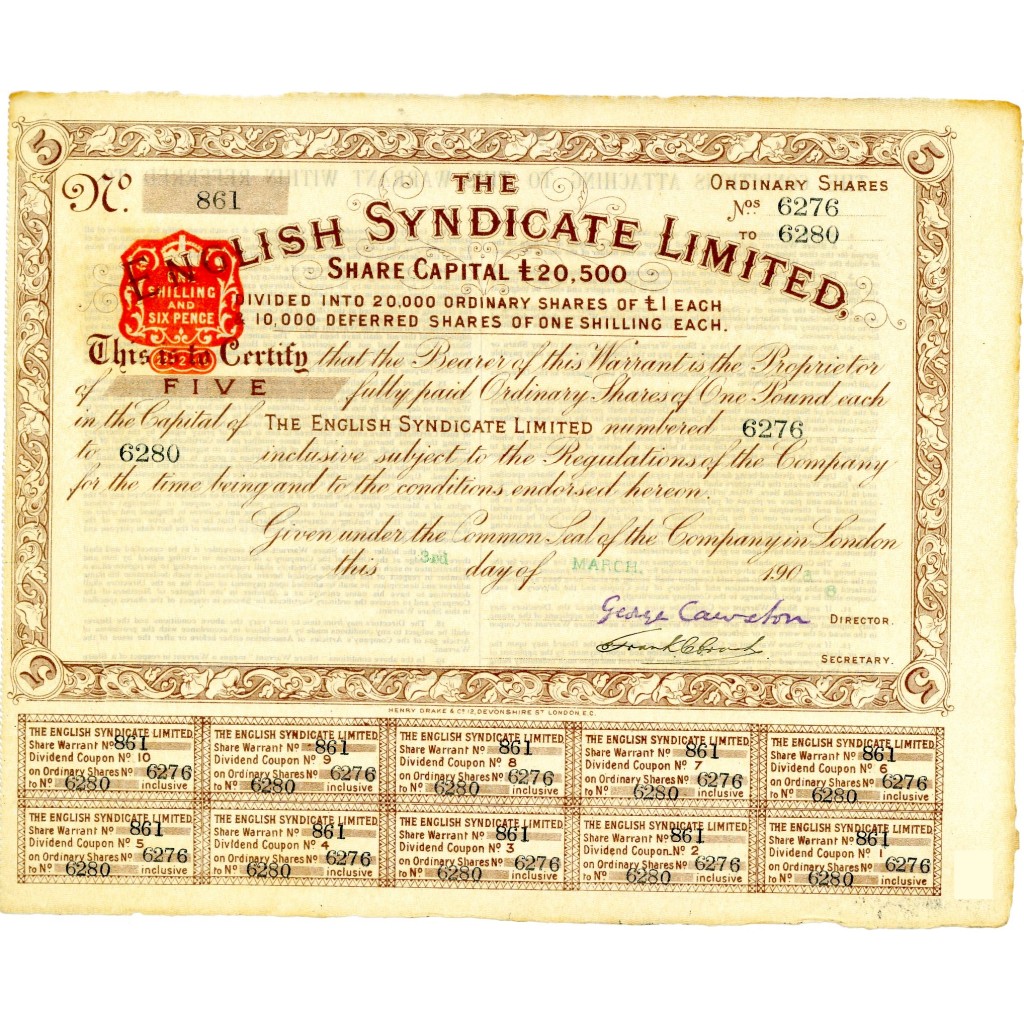 5 5
No. 861
THE
ENGLISH SYNDICATE LIMITED,
ORDINARY SHARES
Nos 6276
TO 6280
SHARE CAPITAL £20,500
DIVIDED INTO 20.000 ORDINARY SHARES OF £1 EACH
& 10,000 DEFERRED SHARES OF ONE SHILLING EACH.
SHILLING
AND
SIX PENCE
This is to Certify that the Bearer of this Warrant is the Proprietor
of FIVE fully paid Ordinary Shares of One Pound each
in the Capital of THE ENGLISH SYNDICATE LIMITED numbered 6276
to 6280 inclusive subject to the Regulations of the Company
for the time being and to the conditions endorsed hereon.
Given under the Common Seal of the Company in London
this 3rd day of MARCH. 190
George Cawston DIRECTOR.
SECRETARY.
5 5
HENRY DRAKE & Co 12, DEVONSHIRE ST LONDON E.C.
THE ENGLISH SYNDICATE LIMITED THE ENGLISH SYNDICATE LIMITED THE ENGLISH SYNDICATE LIMITED THE ENGLISH SYNDICATE LIMITED THE ENGLISH SYNDICATE LIMITED
Share Warrant No 861 Share Warrant No 861 Share Warrant No 861 Share Warrant No 861 Share Warrant No 861
Dividend Coupon No. 10 Dividend Coupon No 9 Dividend Coupon No 8 Dividend Coupon No 7 Dividend Coupon No 6
on Ordinary Shares No 6276 on Ordinary Shares No 6276 on Ordinary Shares No 6276 on Ordinary Shares No 6276 on Ordinary Shares No 6276
to No 6280 inclusive to No 6280 inclusive to No 6280 inclusive to No 6280 inclusive to No 6280 inclusive
THE ENGLISH SYNDICATE LIMITED THE ENGLISH SYNDICATE LIMITED THE ENGLISH SYNDICATE LIMITED THE ENGLISH SYNDICATE LIMITED THE ENGLISH SYNDICATE LIMITED
Share Warrant No 861 Share Warrant No 861 Share Warrant No 861 Share Warrant No 861 Share Warrant No 861
Dividend Coupon No 5 Dividend Coupon No 4 Dividend Coupon No 3 Dividend Coupon No 2 Dividend Coupon No 1
on Ordinary Shares No 6276 on Ordinary Shares No 6276 on Ordinary Shares No 6276 on Ordinary Shares No 6276 on Ordinary Shares No 6276
to No 6280 inclusive to No 6280 inclusive to No 6280 inclusive to No 6280 inclusive to No 6280 inclusive